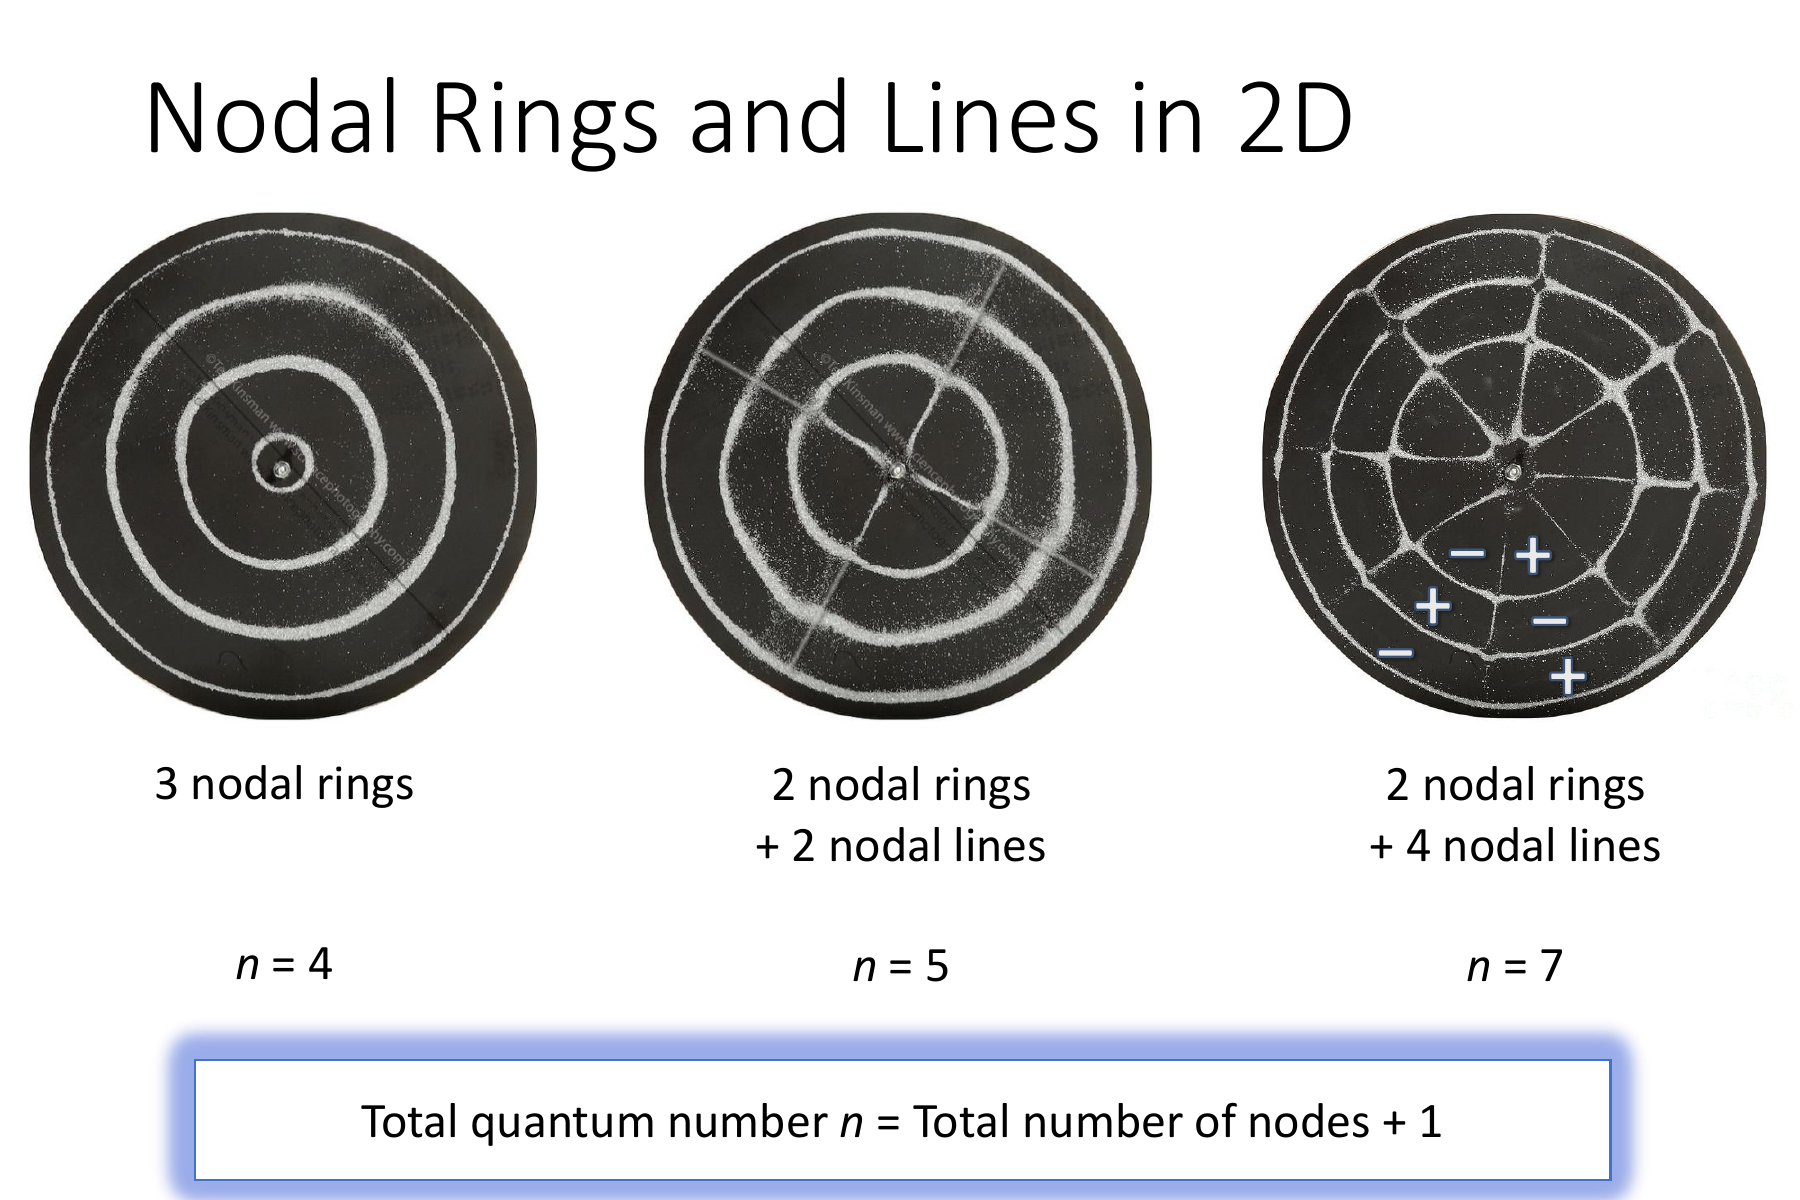 Nodal Rings and Lines in 2D
− +
+ −
− +
3 nodal rings
2 nodal rings
+ 2 nodal lines
2 nodal rings
+ 4 nodal lines
n = 4
n = 5
n = 7
Total quantum number n = Total number of nodes + 1